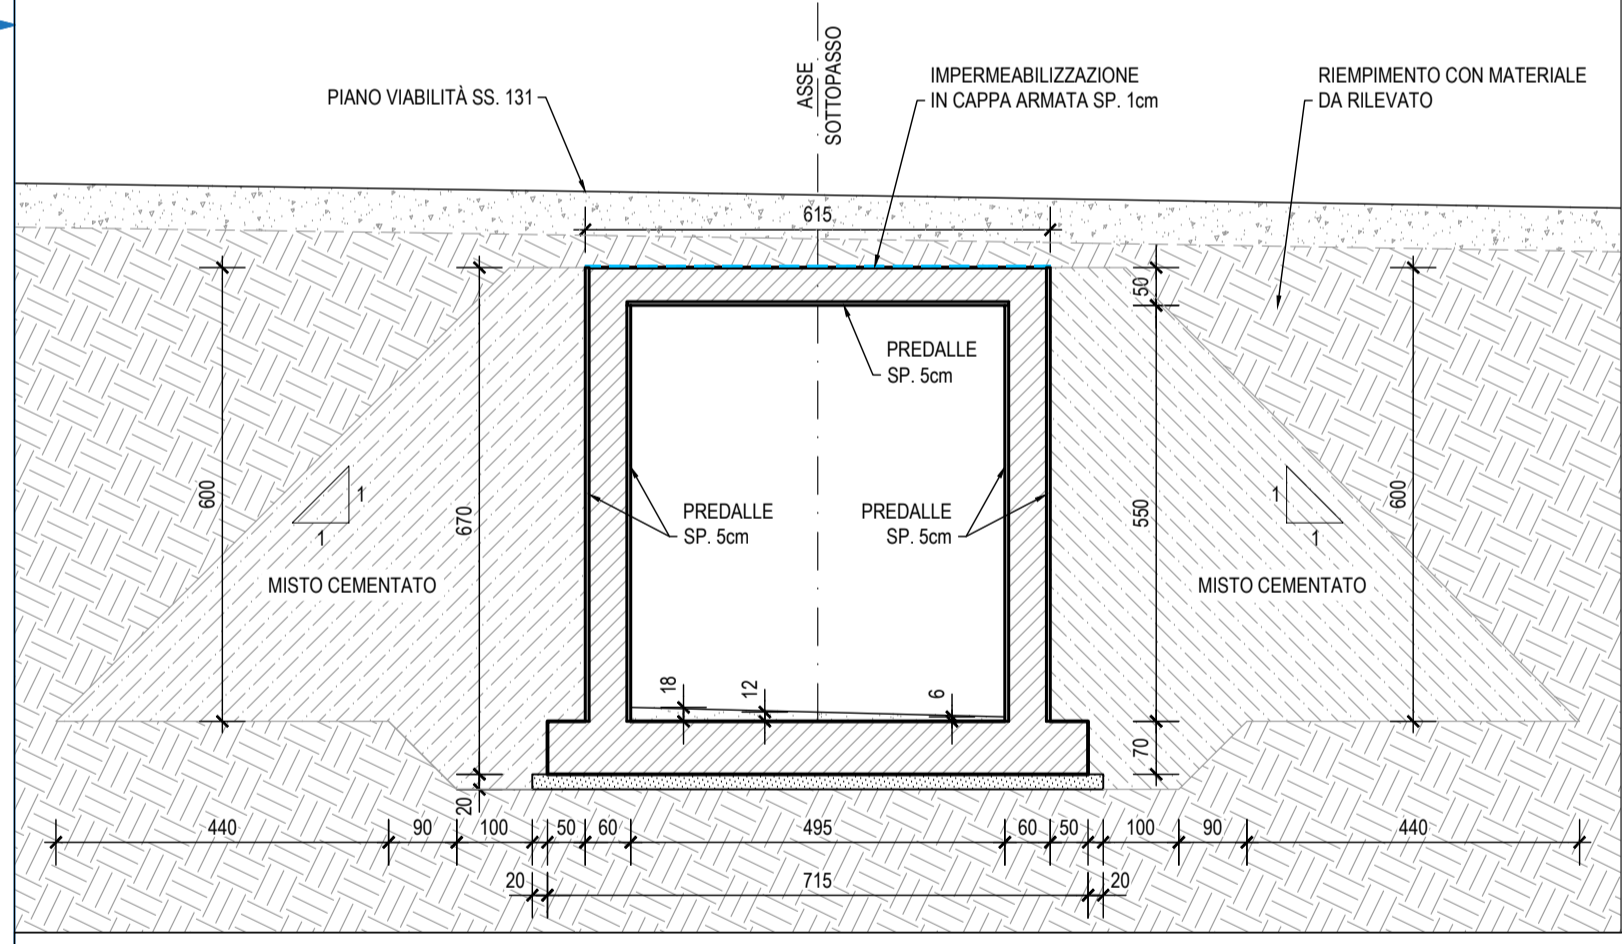 ASSE
SOTTOPASSO
PIANO VIABILITÀ SS. 131
IMPERMEABILIZZAZIONE
IN CAPPA ARMATA SP. 1cm
RIEMPIMENTO CON MATERIALE
DA RILEVATO
615
50
PREDALLE
SP. 5cm
600
1
1
670
PREDALLE
SP. 5cm
PREDALLE
SP. 5cm
550
1
1
600
MISTO CEMENTATO
MISTO CEMENTATO
18
12
6
70
20
440
90
100
50
60
495
60
50
100
90
440
20
715
20